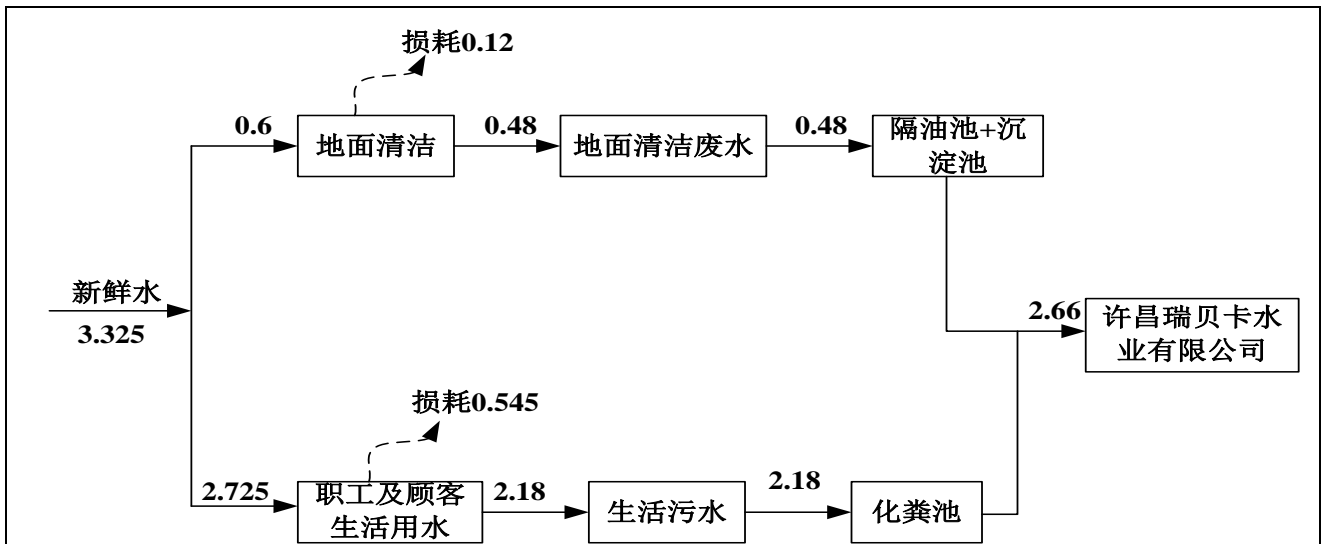 损耗0.12
0.6
地面清洁
0.48
地面清洁废水
0.48
隔油池+沉
淀池
新鲜水
3.325
2.66
许昌瑞贝卡水
业有限公司
损耗0.545
2.725
职工及顾客
生活用水
2.18
生活污水
2.18
化粪池